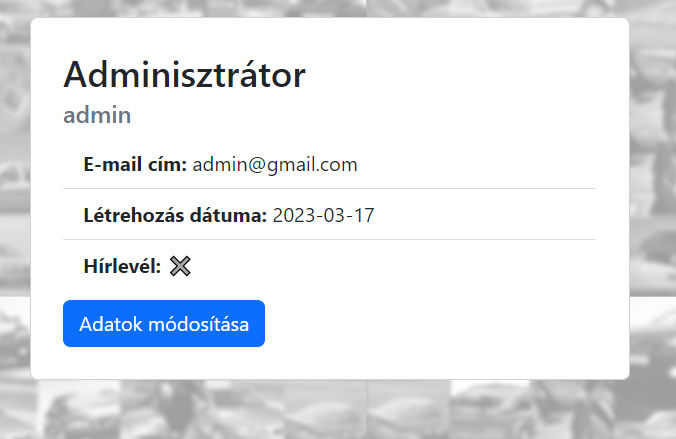 Adminisztrátor
admin
E-mail cím: admin@gmail.com
Létrehozás dátuma: 2023-03-17
Hírlevél:
Adatok módosítása